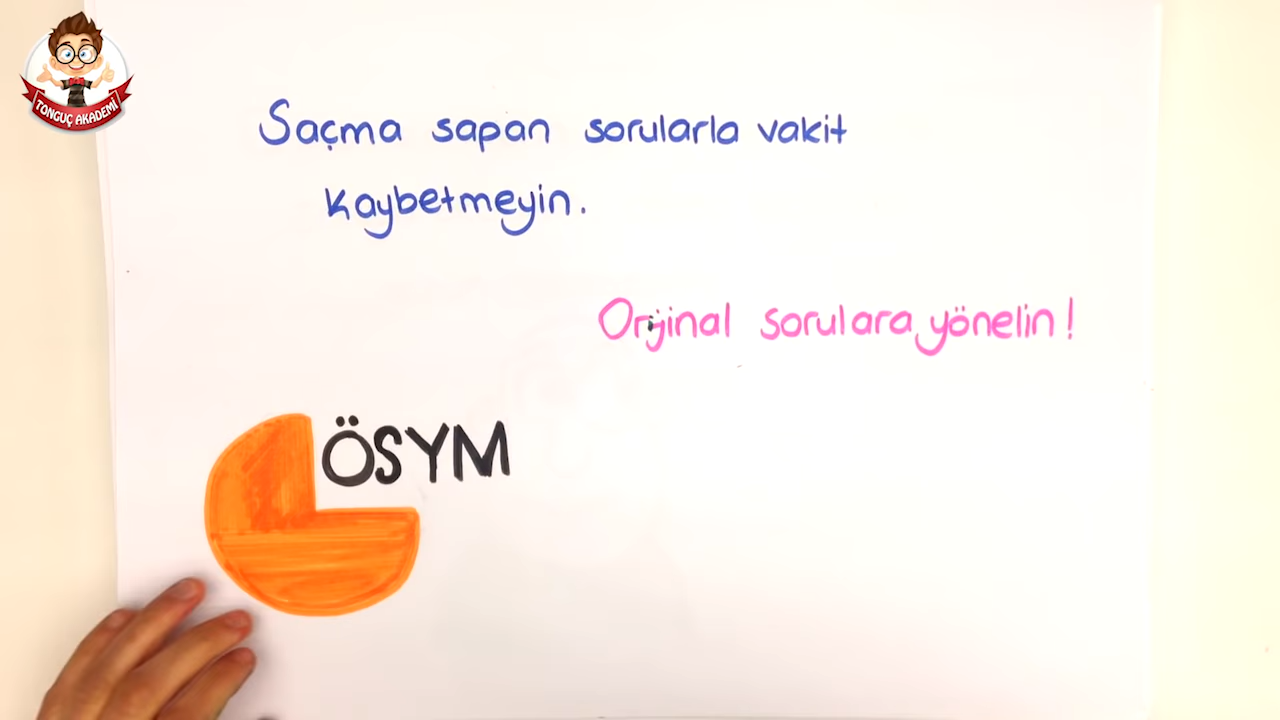 TONGUÇ AKADEMİ
Saçma sapan sorularla vakit
kaybetmeyin.
Orjinal sorulara yönelin!
ÖSYM